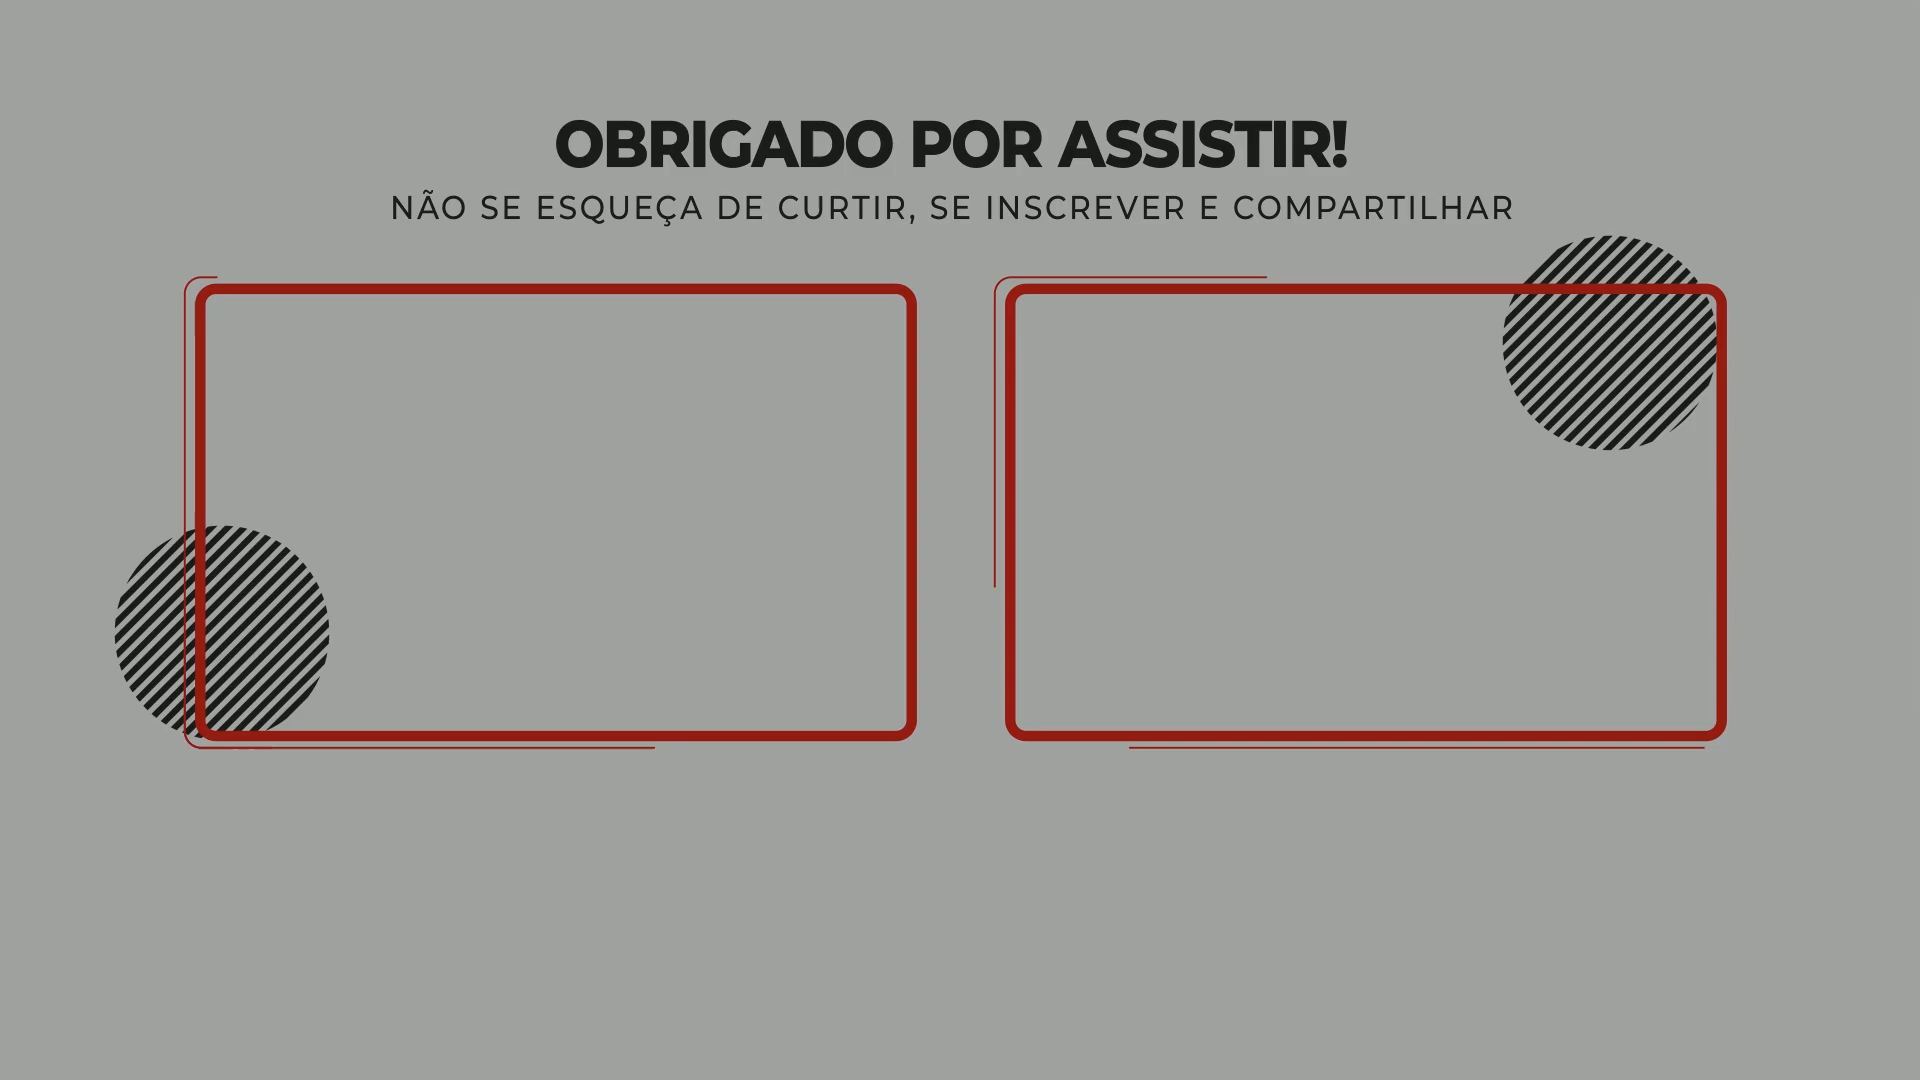 OBRIGADO POR ASSISTIR!
NÃO SE ESQUEÇA DE CURTIR, SE INSCREVER E COMPARTILHAR